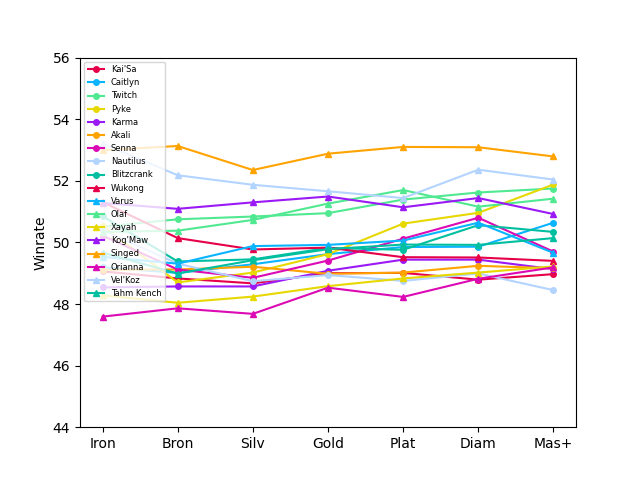 56
54
52
50
48
46
44
Winrate
Kai'Sa
Caitlyn
Twitch
Pyke
Karma
Akali
Senna
Nautilus
Blitzcrank
Wukong
Varus
Olaf
Xayah
Kog'Maw
Singed
Orianna
Vel'Koz
Tahm Kench
Iron
Bron
Silv
Gold
Plat
Diam
Mas+